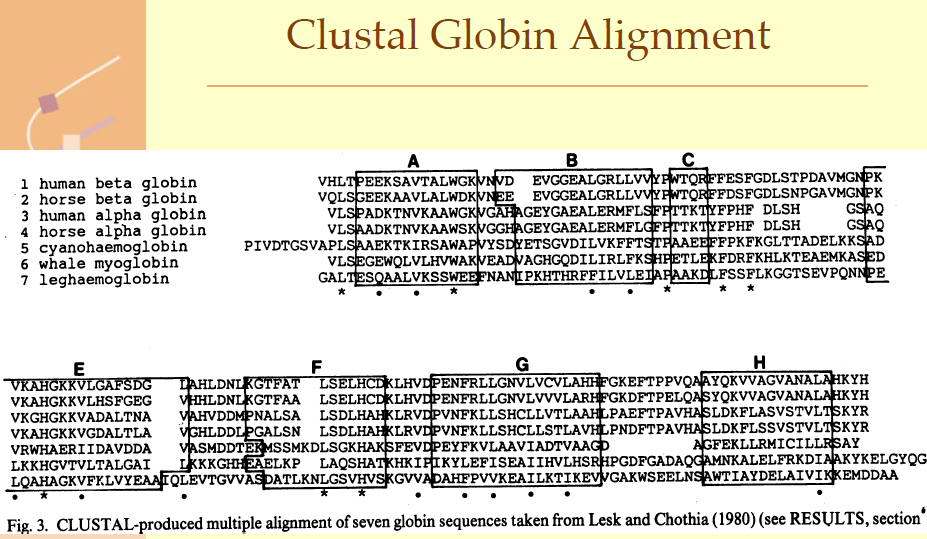 Clustal Globin Alignment
A B C
1 human beta globin VHLTPEEKSAVTALWGKVNVD EVGGEALGRLLVVYPWTQRFFESFGDLSTPDAVMGNPK
2 horse beta globin VQLSGEEKAAVLALWDKVNEE EVGGEALGRLLVVYPWTQRFFDSFGDLSNPGAVMGNPK
3 human alpha globin VLSPADKTNVKAAWGKVGAHAGEYGAEALERMFLSFPTTKTYFPHF DLSH GSAQ
4 horse alpha globin VLSAADKTNVKAAWSKVGGHAGEYGAEALERMFLGFPTTKTYFPHF DLSH GSAQ
5 cyanohaemoglobin PIVDTGSVAPLSAAEKTKIRSAWAPVYSDYETSGVDILVKFFTSTPAAEEFFPKFKGLTTADELKKSAD
6 whale myoglobin VLSEGEWQLVLHVWAKVEADVAGHGQDILIRLFKSHPETLEKFDRFKHLKTEAEMKASED
7 leghaemoglobin GALTESQAALVKSSWEEFNANIPKHTHRFFILVLEIAPAAKDLFSSFLKGGTSEVPQNNPE
* . . * . . * * *
E F G H
VKAHGKKVLGAFSDG LAHLDNLKGTFAT LSELHCDKLHVDPENFRLLGNVLVCVLAHHFGKEFTPPVQAAYQKVVAGVANALAHKYH
VKAHGKKVLHSFGEG VHHLDNLKGTFAA LSELHCDKLHVDPENFRLLGNVLVVVLARHFGKDFTPELQASYQKVVAGVANALAHKYH
VKGHGKKVADALTNA VAHVDDMPNALSA LSDLHAHKLRVDPVNFKLLSHCLLVTLAAHLPAEFTPAVHASLDKFLASVSTVLTSKYR
VKAHGKKVGDALTLA VGHLDDLPGALSN LSDLHAHKLRVDPVNFKLLSHCLLSTLAVHLPNDFTPAVHASLDKFLSSVSTVLTSKYR
VRWHAERIIDAVDDA VASMDDTEKMSSMKDLSGKHAKSFEVDPEYFKVLAAVIADTVAAGD AGFEKLLRMICILLRSAY
LKKHGVTVLTALGAI LKKKGHHEAELKP LAQSHATKHKIPIKYLEFISEAIIHVLHSRHPGDFGADAQGAMNKALELFRKDIAAKYKELGYQG
LQAHAGKVFKLVYEAAIQLEVTGVVASDATLKNLGSVHVSKGVVADAHFPVVKEAILKTIKEVVGAKWSEELNSAWTIAYDELAIVIKKEMDDAA
. * . . * * . . . . .
Fig. 3. CLUSTAL-produced multiple alignment of seven globin sequences taken from Lesk and Chothia (1980) (see RESULTS, section